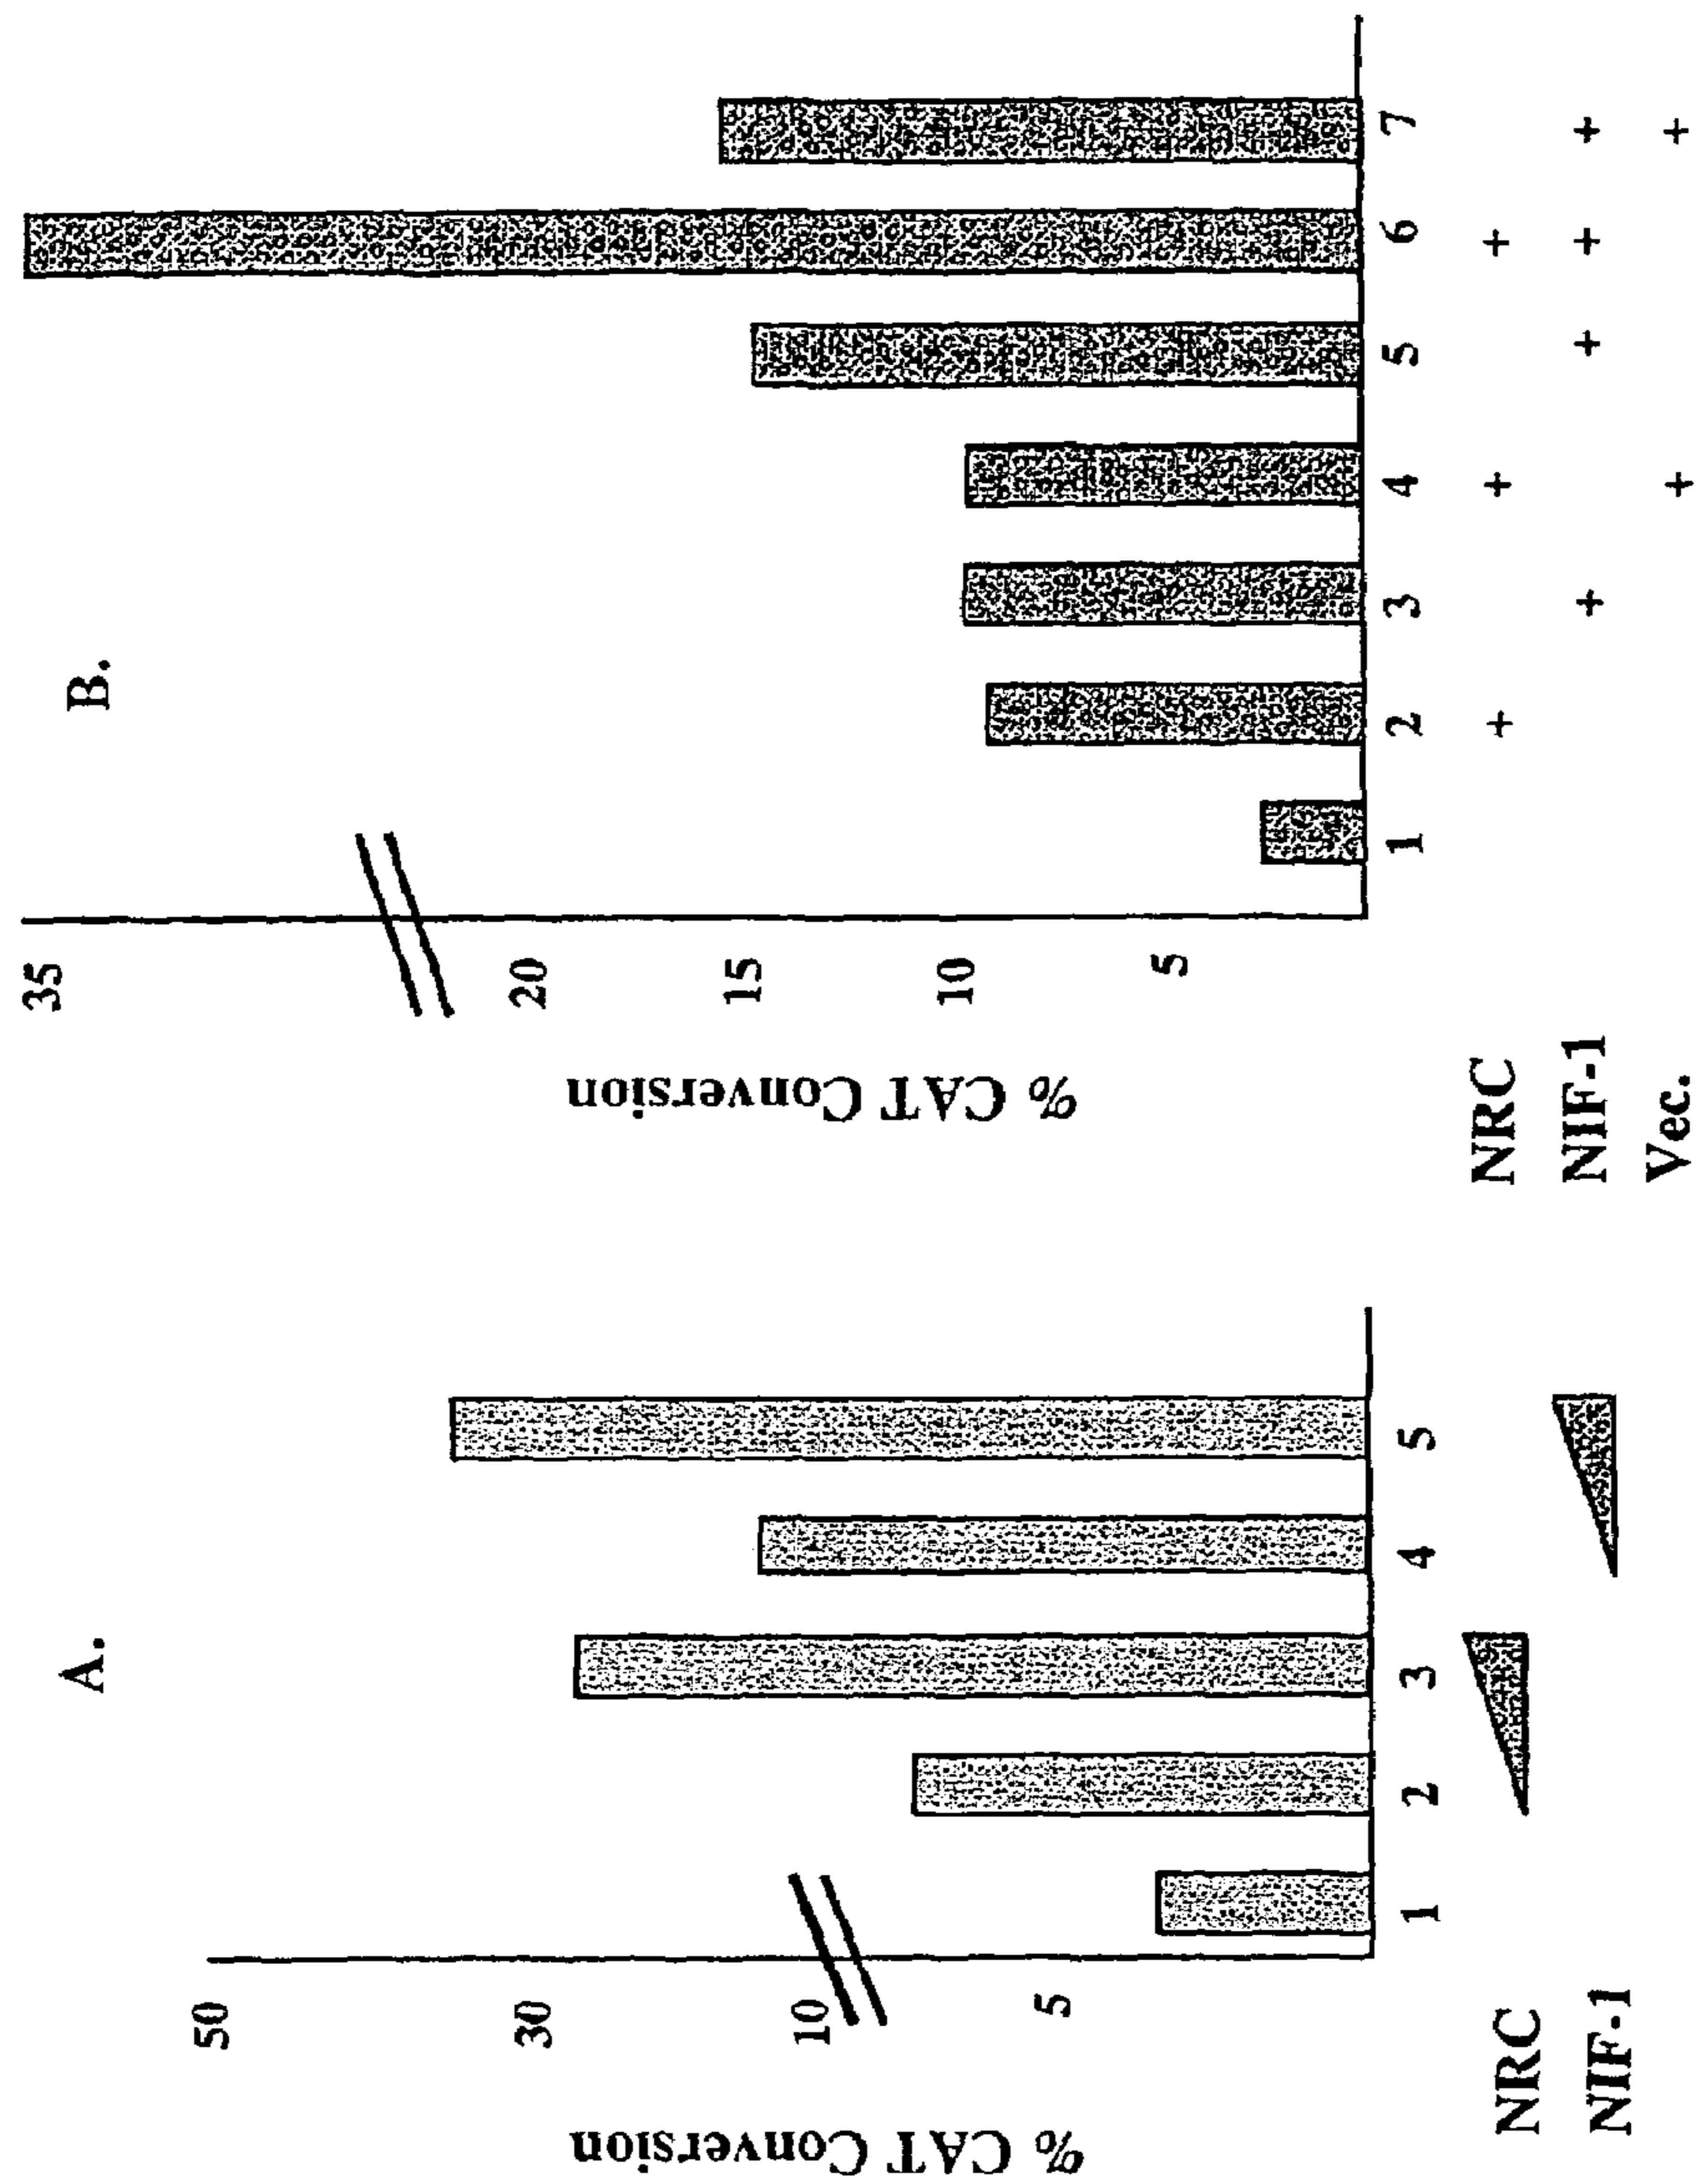 A.
% CAT Conversion
50
30
10
5
1 2 3 4 5
NRC
NIF-1
B.
% CAT Conversion
35
20
15
10
5
1 2 3 4 5 6 7
NRC + + +
NIF-1 + + + +
Vec. + +